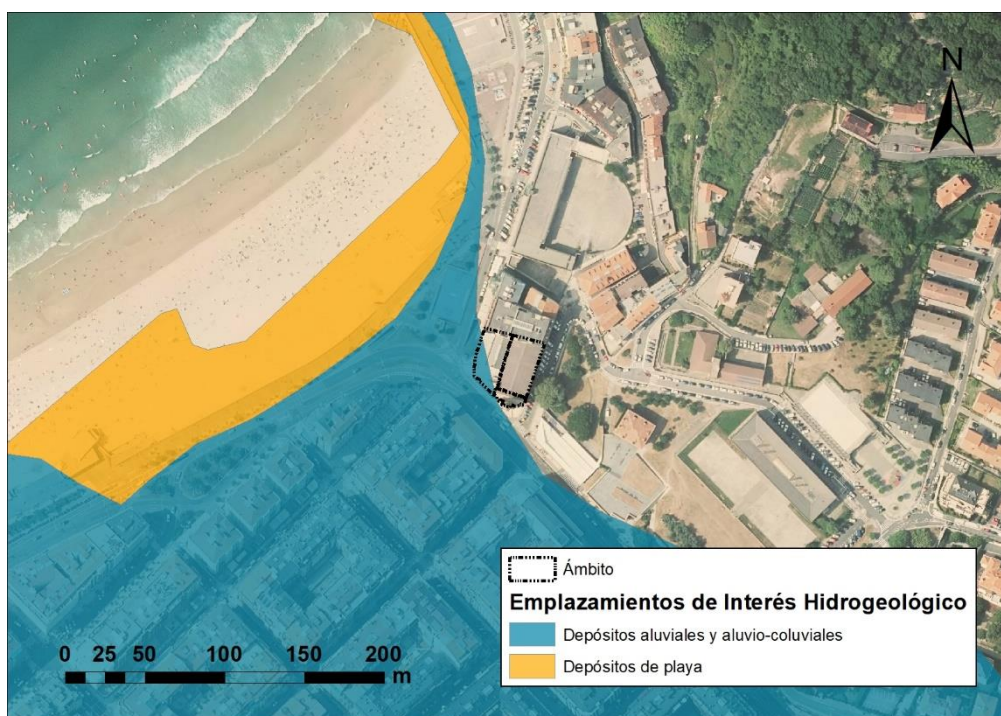 N
Ámbito
Emplazamientos de Interés Hidrogeológico
Depósitos aluviales y aluvio-coluviales
Depósitos de playa
0 25 50 100 150 200
m